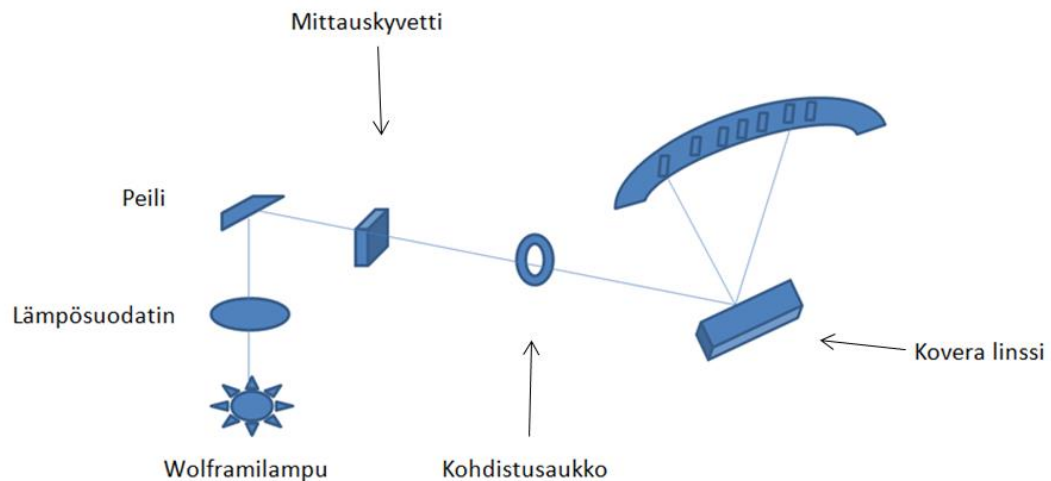 Mittauskyvetti
Peili
Lämpösuodatin
Kovera linssi
Wolframilampu
Kohdistusaukko